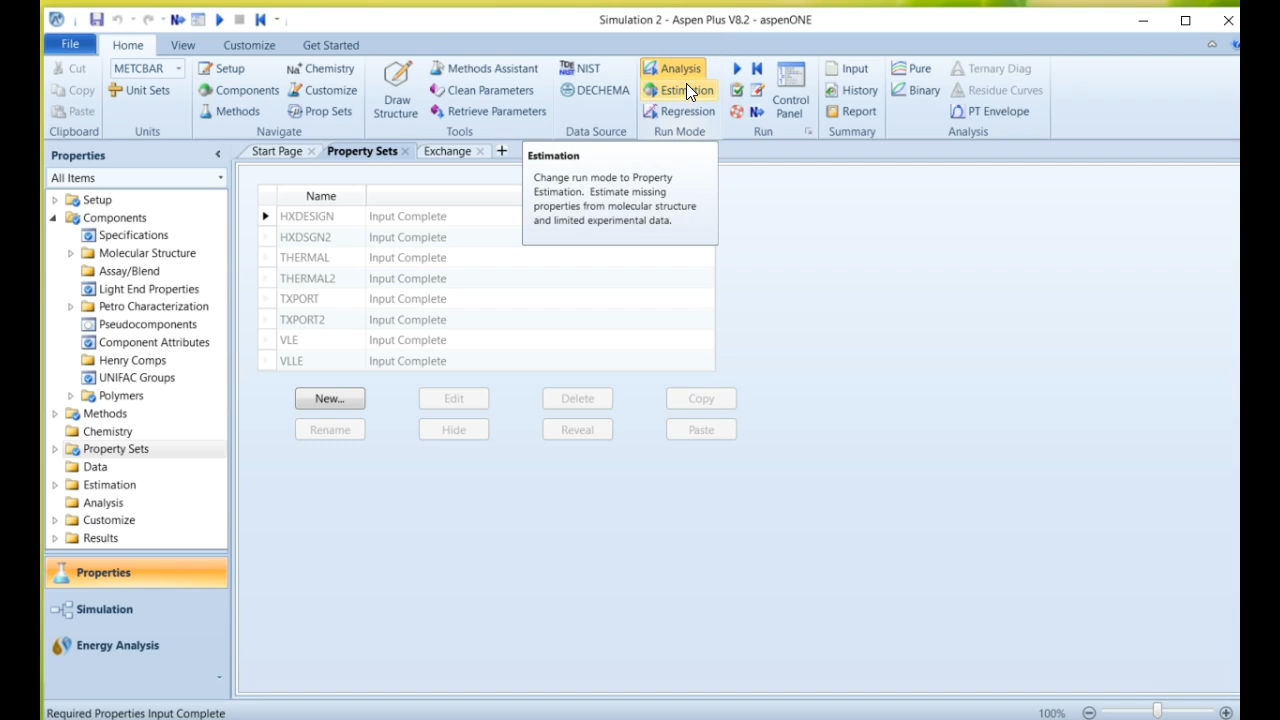 Simulation 2 - Aspen Plus V8.2 - aspenONE
File Home View Customize Get Started
Cut METCBAR Setup Na+ Chemistry Methods Assistant NIST Analysis Input Pure Ternary Diag
Copy Unit Sets Components Customize Draw Structure Clean Parameters DECHEMA Estimation Control Panel History Binary Residue Curves
Paste Methods Prop Sets Retrieve Parameters Regression Report PT Envelope
Clipboard Units Navigate Tools Data Source Run Mode Run Summary Analysis
Properties
Start Page Property Sets Exchange
All Items
Estimation
Change run mode to Property
Estimation. Estimate missing
properties from molecular structure
and limited experimental data.
Setup
Components
Specifications
Molecular Structure
Assay/Blend
Light End Properties
Petro Characterization
Pseudocomponents
Component Attributes
Henry Comps
UNIFAC Groups
Polymers
Methods
Chemistry
Property Sets
Data
Estimation
Analysis
Customize
Results
Name
HXDESIGN Input Complete
HXDSGN2 Input Complete
THERMAL Input Complete
THERMAL2 Input Complete
TXPORT Input Complete
TXPORT2 Input Complete
VLE Input Complete
VLLE Input Complete
New... Edit Delete Copy
Rename Hide Reveal Paste
Properties
Simulation
Energy Analysis
Required Properties Input Complete
100%